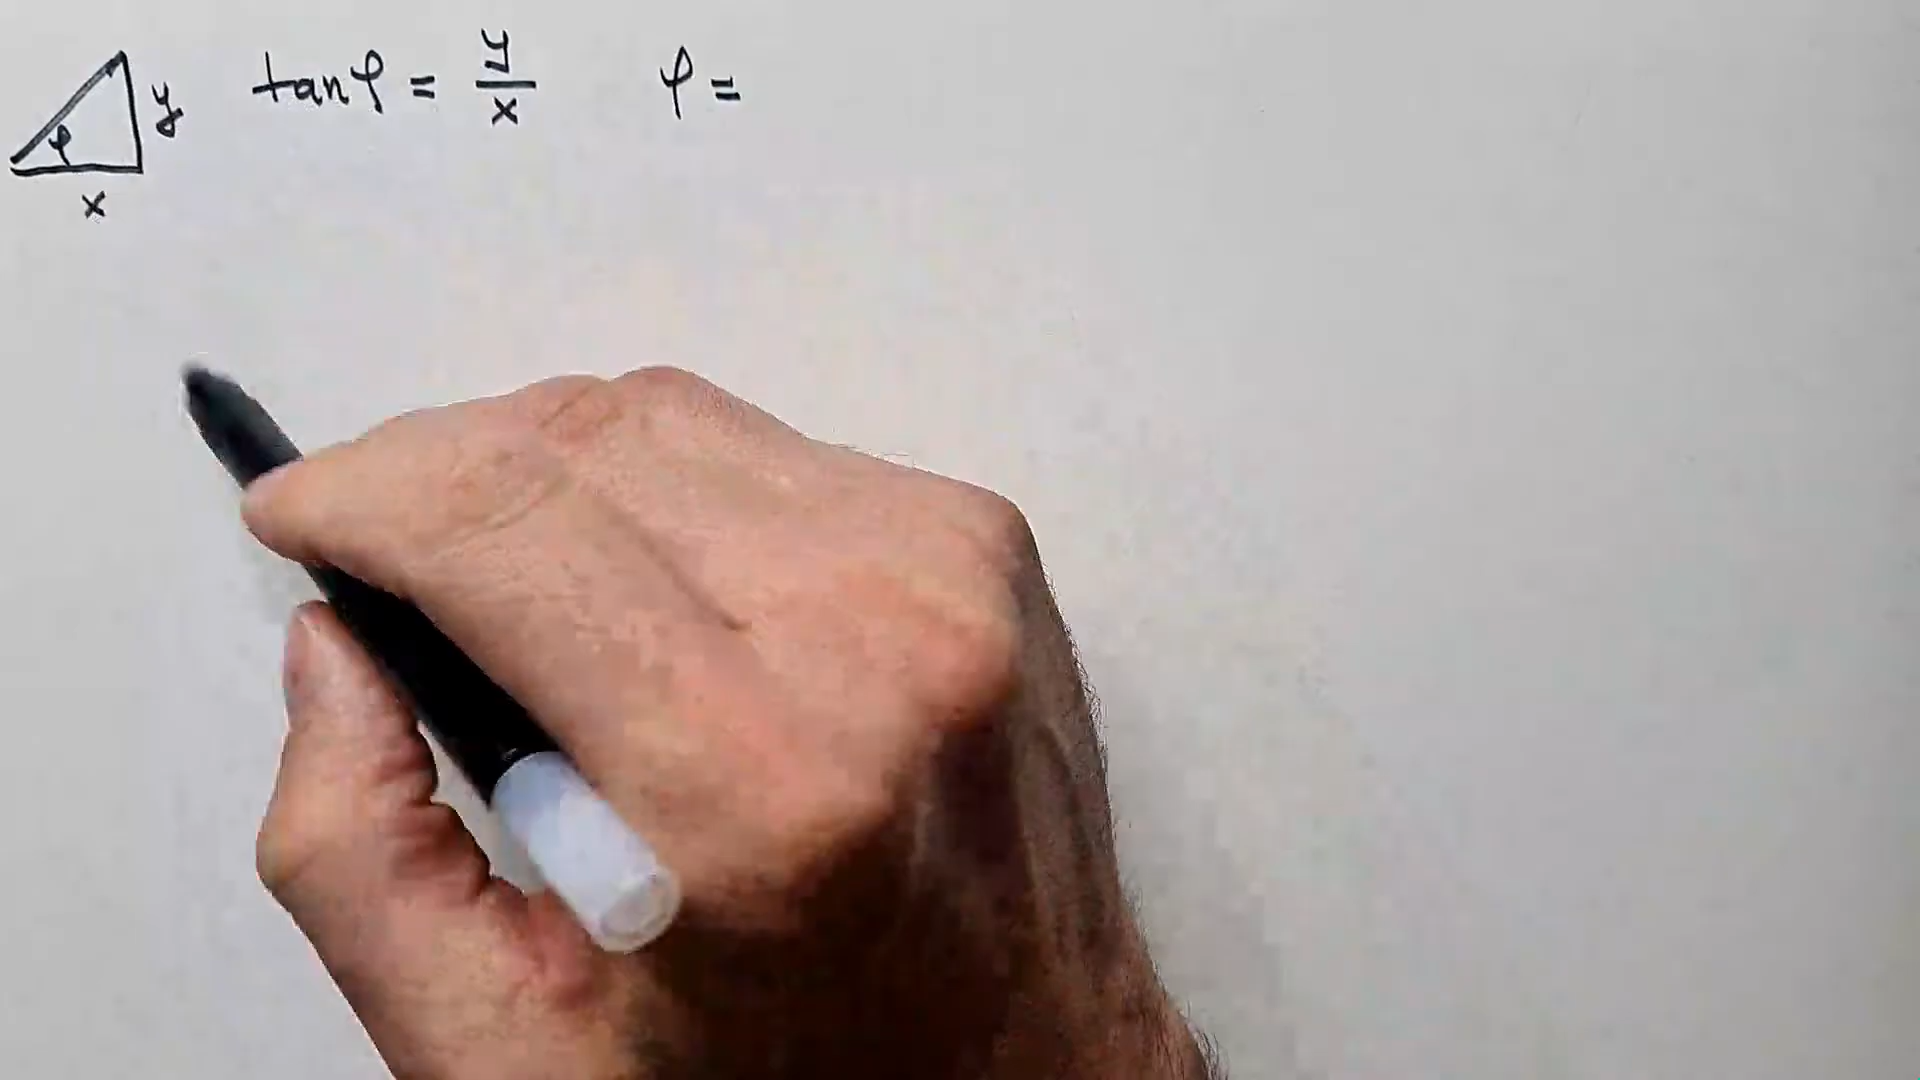 tanφ = y/x φ =
y
φ
x